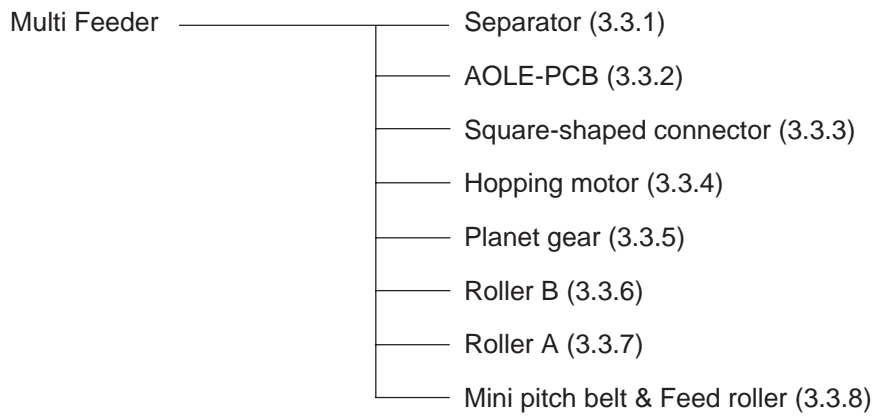 Multi Feeder
Separator (3.3.1)
AOLE-PCB (3.3.2)
Square-shaped connector (3.3.3)
Hopping motor (3.3.4)
Planet gear (3.3.5)
Roller B (3.3.6)
Roller A (3.3.7)
Mini pitch belt & Feed roller (3.3.8)